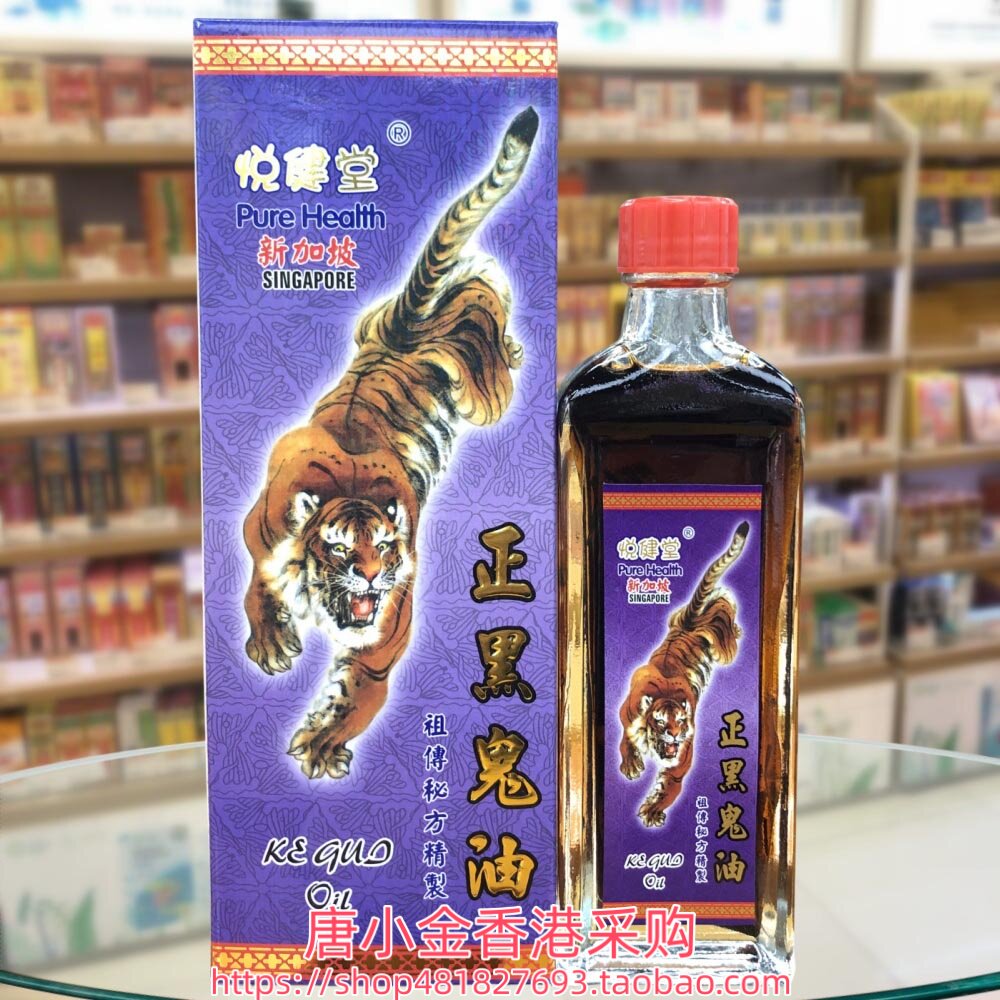 悦健堂®
Pure Health
新加坡
SINGAPORE
正黑鬼油
祖傳秘方精製
KE GUI
Oil
悦健堂®
Pure Health
新加坡
SINGAPORE
正黑鬼油
祖傳秘方精製
KE GUI
Oil
唐小金香港采购
https://shop481827693.taobao.com